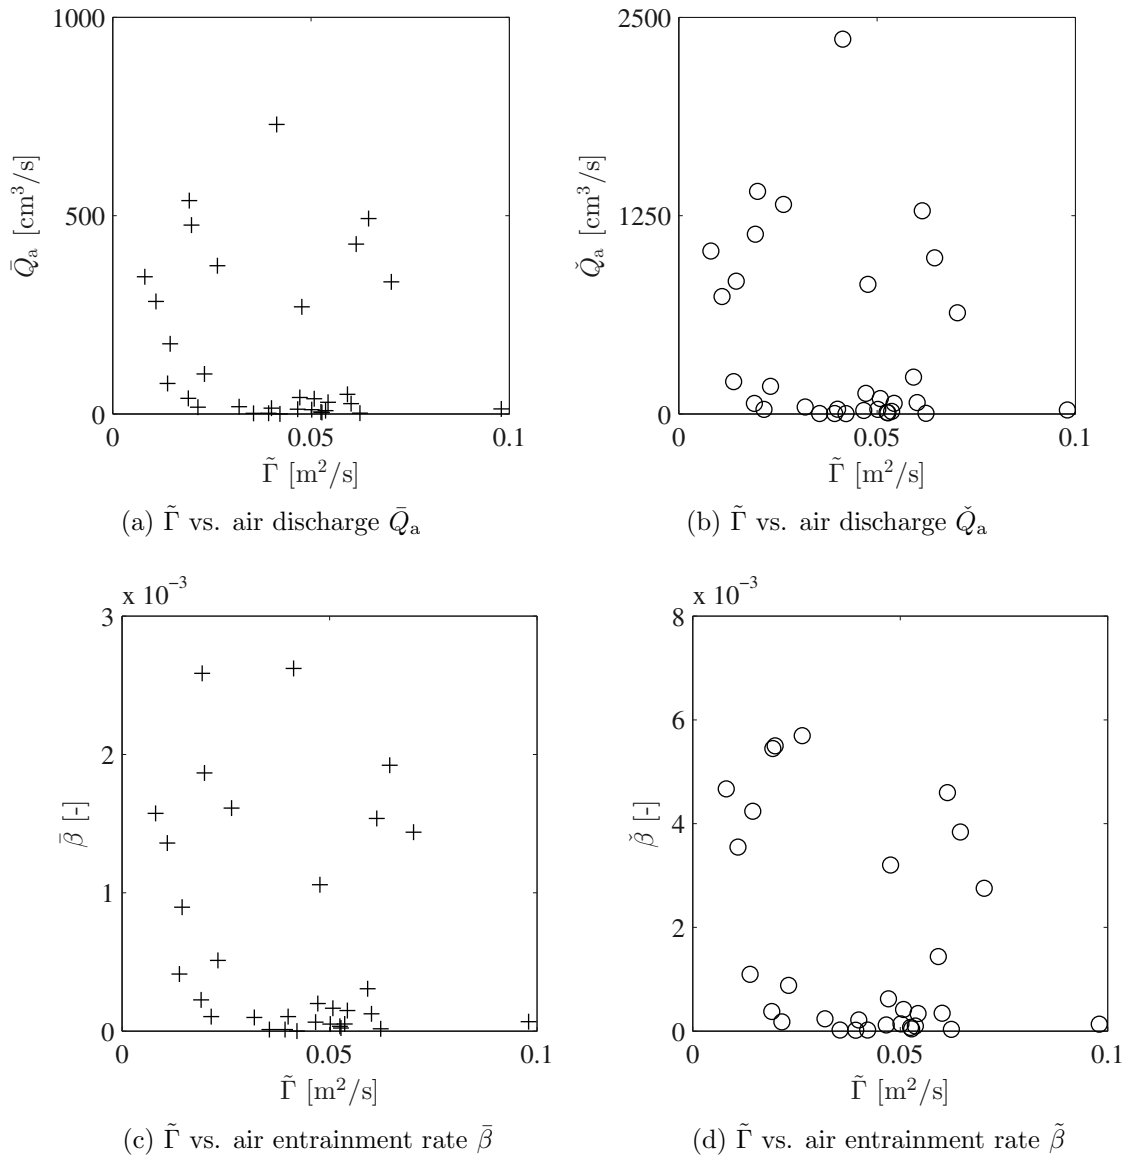 1000
500
0
0 0.05 0.1
Q̄ₐ [cm³/s]
Γ̃ [m²/s]
(a) Γ̃ vs. air discharge Q̄ₐ
2500
1250
0
0 0.05 0.1
Q̌ₐ [cm³/s]
Γ̃ [m²/s]
(b) Γ̃ vs. air discharge Q̌ₐ
x 10⁻³
3
2
1
0
0 0.05 0.1
β̄ [-]
Γ̃ [m²/s]
(c) Γ̃ vs. air entrainment rate β̄
x 10⁻³
8
6
4
2
0
0 0.05 0.1
β̌ [-]
Γ̃ [m²/s]
(d) Γ̃ vs. air entrainment rate β̃